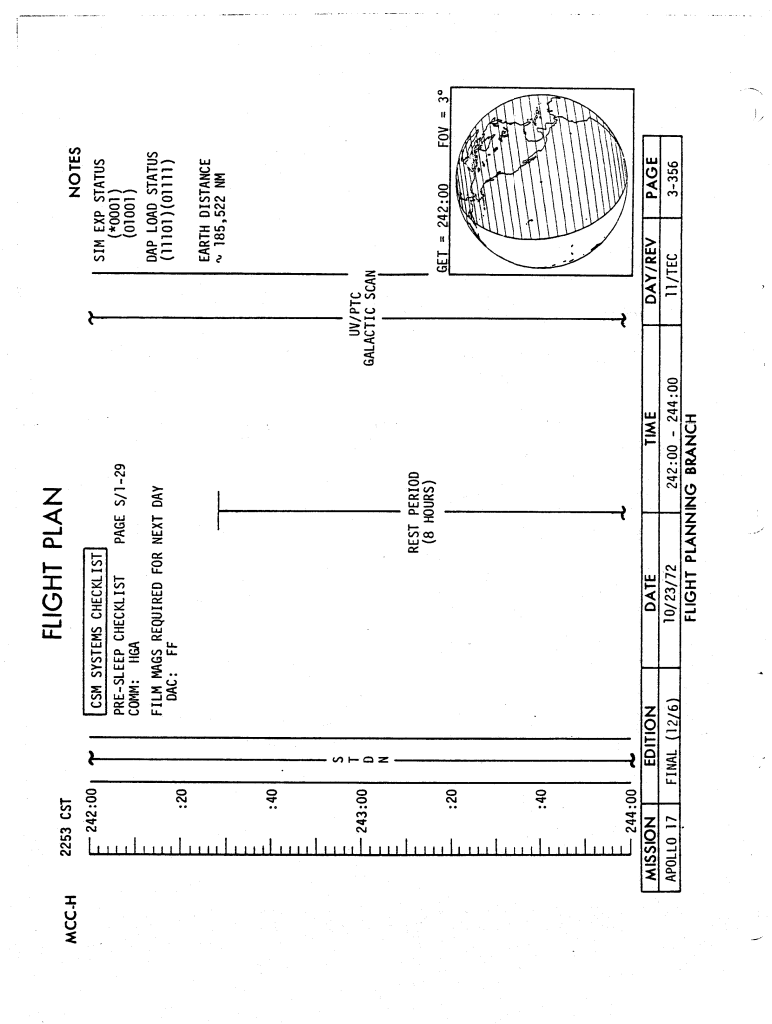 FLIGHT PLAN
MCC-H
2253 CST
242:00
:20
:40
243:00
:20
:40
244:00
S
T
D
N
CSM SYSTEMS CHECKLIST
PRE-SLEEP CHECKLIST PAGE S/1-29
COMM: HGA
FILM MAGS REQUIRED FOR NEXT DAY
DAC: FF
REST PERIOD
(8 HOURS)
UV/PTC
GALACTIC SCAN
NOTES
SIM EXP STATUS
(*0001)
(01001)
DAP LOAD STATUS
(11101)(01111)
EARTH DISTANCE
~ 185,522 NM
GET = 242:00 FOV = 3°
MISSION EDITION DATE TIME DAY/REV PAGE
APOLLO 17 FINAL (12/6) 10/23/72 242:00 - 244:00 11/TEC 3-356
FLIGHT PLANNING BRANCH